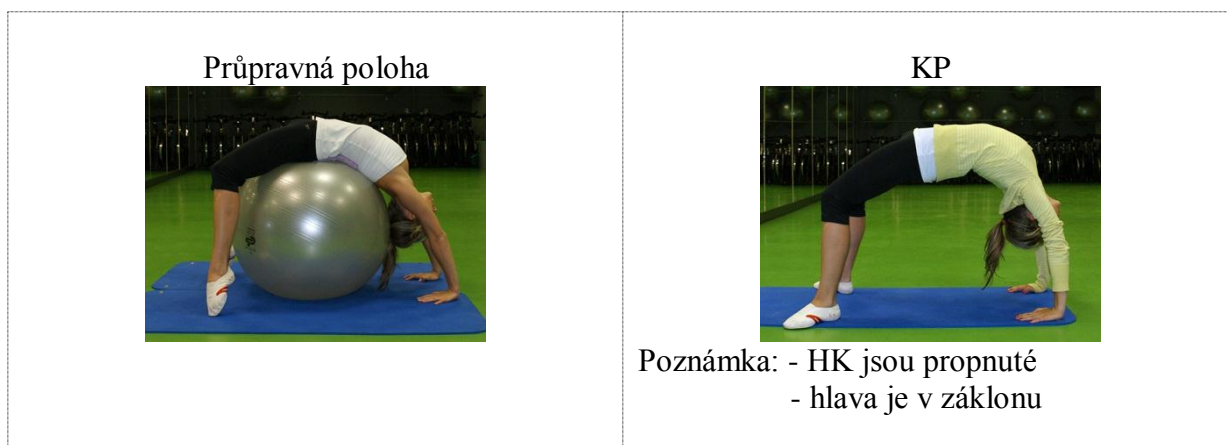 Průpravná poloha
KP
Poznámka: - HK jsou propnuté
- hlava je v záklonu